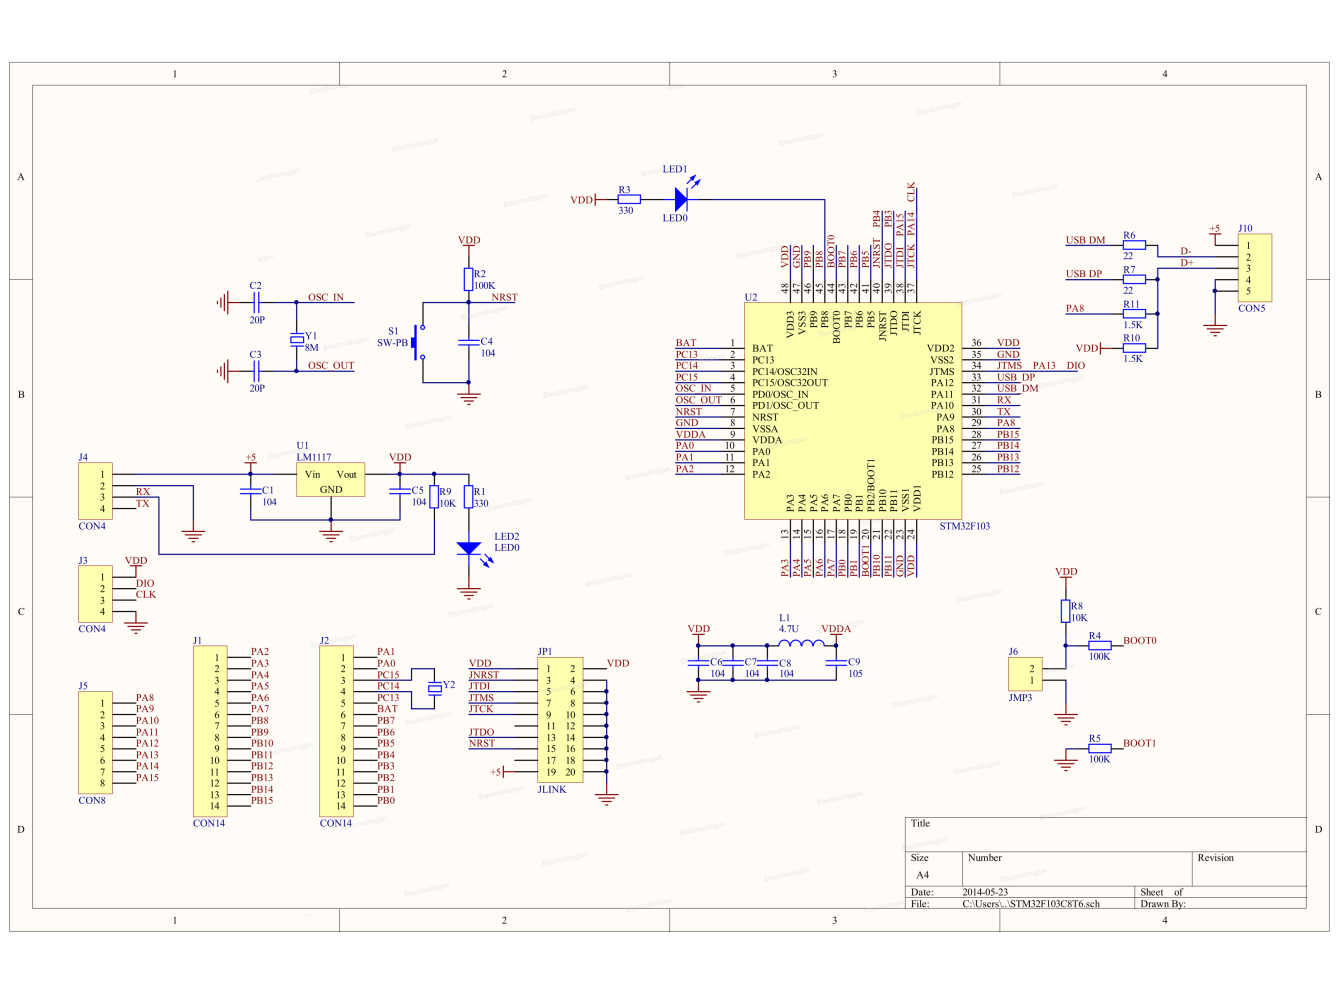 1 2 3 4
A A
B B
C C
D D
1 2 3 4
LED1
VDD R3 330 LED0
VDD
R2
100K
NRST
S1
SW-PB
C4
104
C2
20P
OSC_IN
Y1
8M
C3
20P
OSC_OUT
J4
1
2
3 RX
4 TX
CON4
+5
C1
104
U1
LM1117
Vin Vout
GND
VDD
C5
104
R9
10K
R1
330
LED2
LED0
J3
VDD
1
2 DIO
3 CLK
4
CON4
J5
1 PA8
2 PA9
3 PA10
4 PA11
5 PA12
6 PA13
7 PA14
8 PA15
CON8
J1
1 PA2
2 PA3
3 PA4
4 PA5
5 PA6
6 PA7
7 PB8
8 PB9
9 PB10
10 PB11
11 PB12
12 PB13
13 PB14
14 PB15
CON14
J2
1 PA1
2 PA0
3 PC15
4 PC14
5 PC13
6 BAT
7 PB7
8 PB6
9 PB5
10 PB4
11 PB3
12 PB2
13 PB1
14 PB0
CON14
Y2
JP1
VDD 1 2 VDD
JNRST 3 4
JTDI 5 6
JTMS 7 8
JTCK 9 10
11 12
JTDO 13 14
NRST 15 16
17 18
+5 19 20
JLINK
U2
VDD 48 VDD3
GND 47 VSS3
PB9 46 PB9
PB8 45 PB8
BOOT0 44 BOOT0
PB7 43 PB7
PB6 42 PB6
PB5 41 PB5
PB4 JNRST 40 JNRST
PB3 JTDO 39 JTDO
PA15 JTDI 38 JTDI
CLK PA14 JTCK 37 JTCK
BAT 1 BAT
PC13 2 PC13
PC14 3 PC14/OSC32IN
PC15 4 PC15/OSC32OUT
OSC_IN 5 PD0/OSC_IN
OSC_OUT 6 PD1/OSC_OUT
NRST 7 NRST
GND 8 VSSA
VDDA 9 VDDA
PA0 10 PA0
PA1 11 PA1
PA2 12 PA2
VDD2 36 VDD
VSS2 35 GND
JTMS 34 JTMS PA13 DIO
PA12 33 USB_DP
PA11 32 USB_DM
PA10 31 RX
PA9 30 TX
PA8 29 PA8
PB15 28 PB15
PB14 27 PB14
PB13 26 PB13
PB12 25 PB12
PA3 13 PA3
PA4 14 PA4
PA5 15 PA5
PA6 16 PA6
PA7 17 PA7
PB0 18 PB0
PB1 19 PB1
PB2/BOOT1 20 BOOT1
PB10 21 PB10
PB11 22 PB11
VSS1 23 GND
VDD1 24 VDD
STM32F103
USB DM R6 22
USB DP R7 22
PA8 R11 1.5K
VDD R10 1.5K
D-
D+
+5
J10
1
2
3
4
5
CON5
L1
4.7U
VDD VDDA
C6
104
C7
104
C8
104
C9
105
VDD
R8
10K
R4
100K
BOOT0
J6
2
1
JMP3
R5
100K
BOOT1
Title
Size
A4
Number
Revision
Date: 2014-05-23
Sheet of
File: C:\Users\..\STM32F103C8T6.sch
Drawn By:
Electrodragon